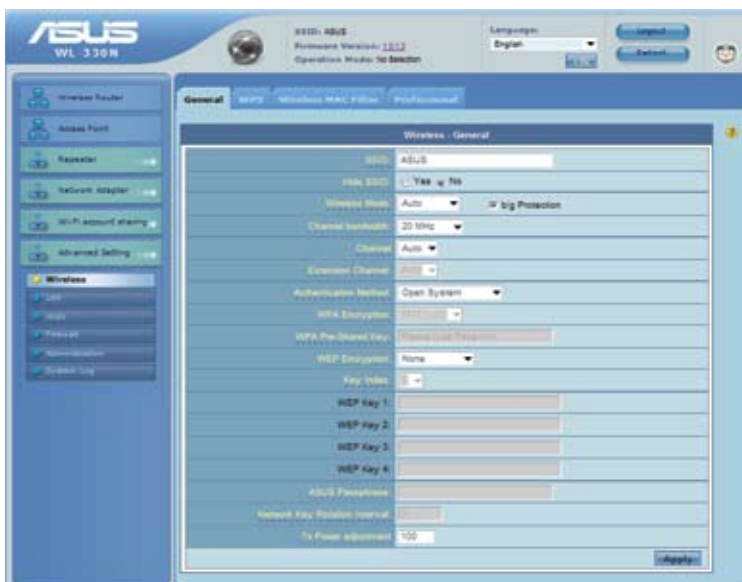 ASUS
WL-330N
SSID: ASUS
Firmware Version: 1.0.1.2
Operation Mode: No Selection
Language:
English
Logout
Reboot
Wireless Router
Access Point
Repeater
Network Adapter
Wi-Fi account sharing
Advanced Setting
Wireless
LAN
WAN
Firewall
Administration
System Log
General
WPS
Wireless MAC Filter
Professional
Wireless - General
SSID: ASUS
Hide SSID: Yes No
Wireless Mode: Auto b/g Protection
Channel bandwidth: 20 MHz
Channel: Auto
Extension Channel:
Authentication Method: Open System
WPA Encryption:
WPA Pre-Shared Key:
WEP Encryption: None
Key Index:
WEP Key 1:
WEP Key 2:
WEP Key 3:
WEP Key 4:
ASUS Passphrase:
Network Key Rotation Interval:
Tx Power adjustment: 100
Apply